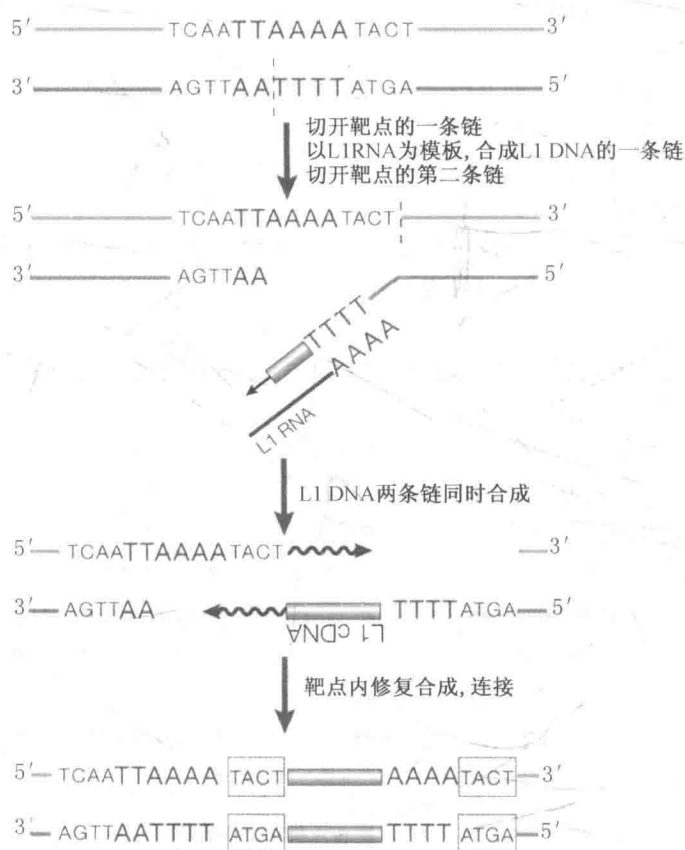 5′ TCAATTAAAATACT 3′
3′ AGTTAATTTTATGA 5′
切开靶点的一条链
以L1RNA为模板,合成L1 DNA的一条链
切开靶点的第二条链
5′ TCAATTAAAATACT 3′
3′ AGTTAA 5′
TTTT
AAAA
L1 RNA
L1 DNA两条链同时合成
5′ TCAATTAAAATACT 3′
3′ AGTTAA TTTTATGA 5′
L1 cDNA
靶点内修复合成,连接
5′ TCAATTAAAA TACT AAAA TACT 3′
3′ AGTTAATTTT ATGA TTTT ATGA 5′